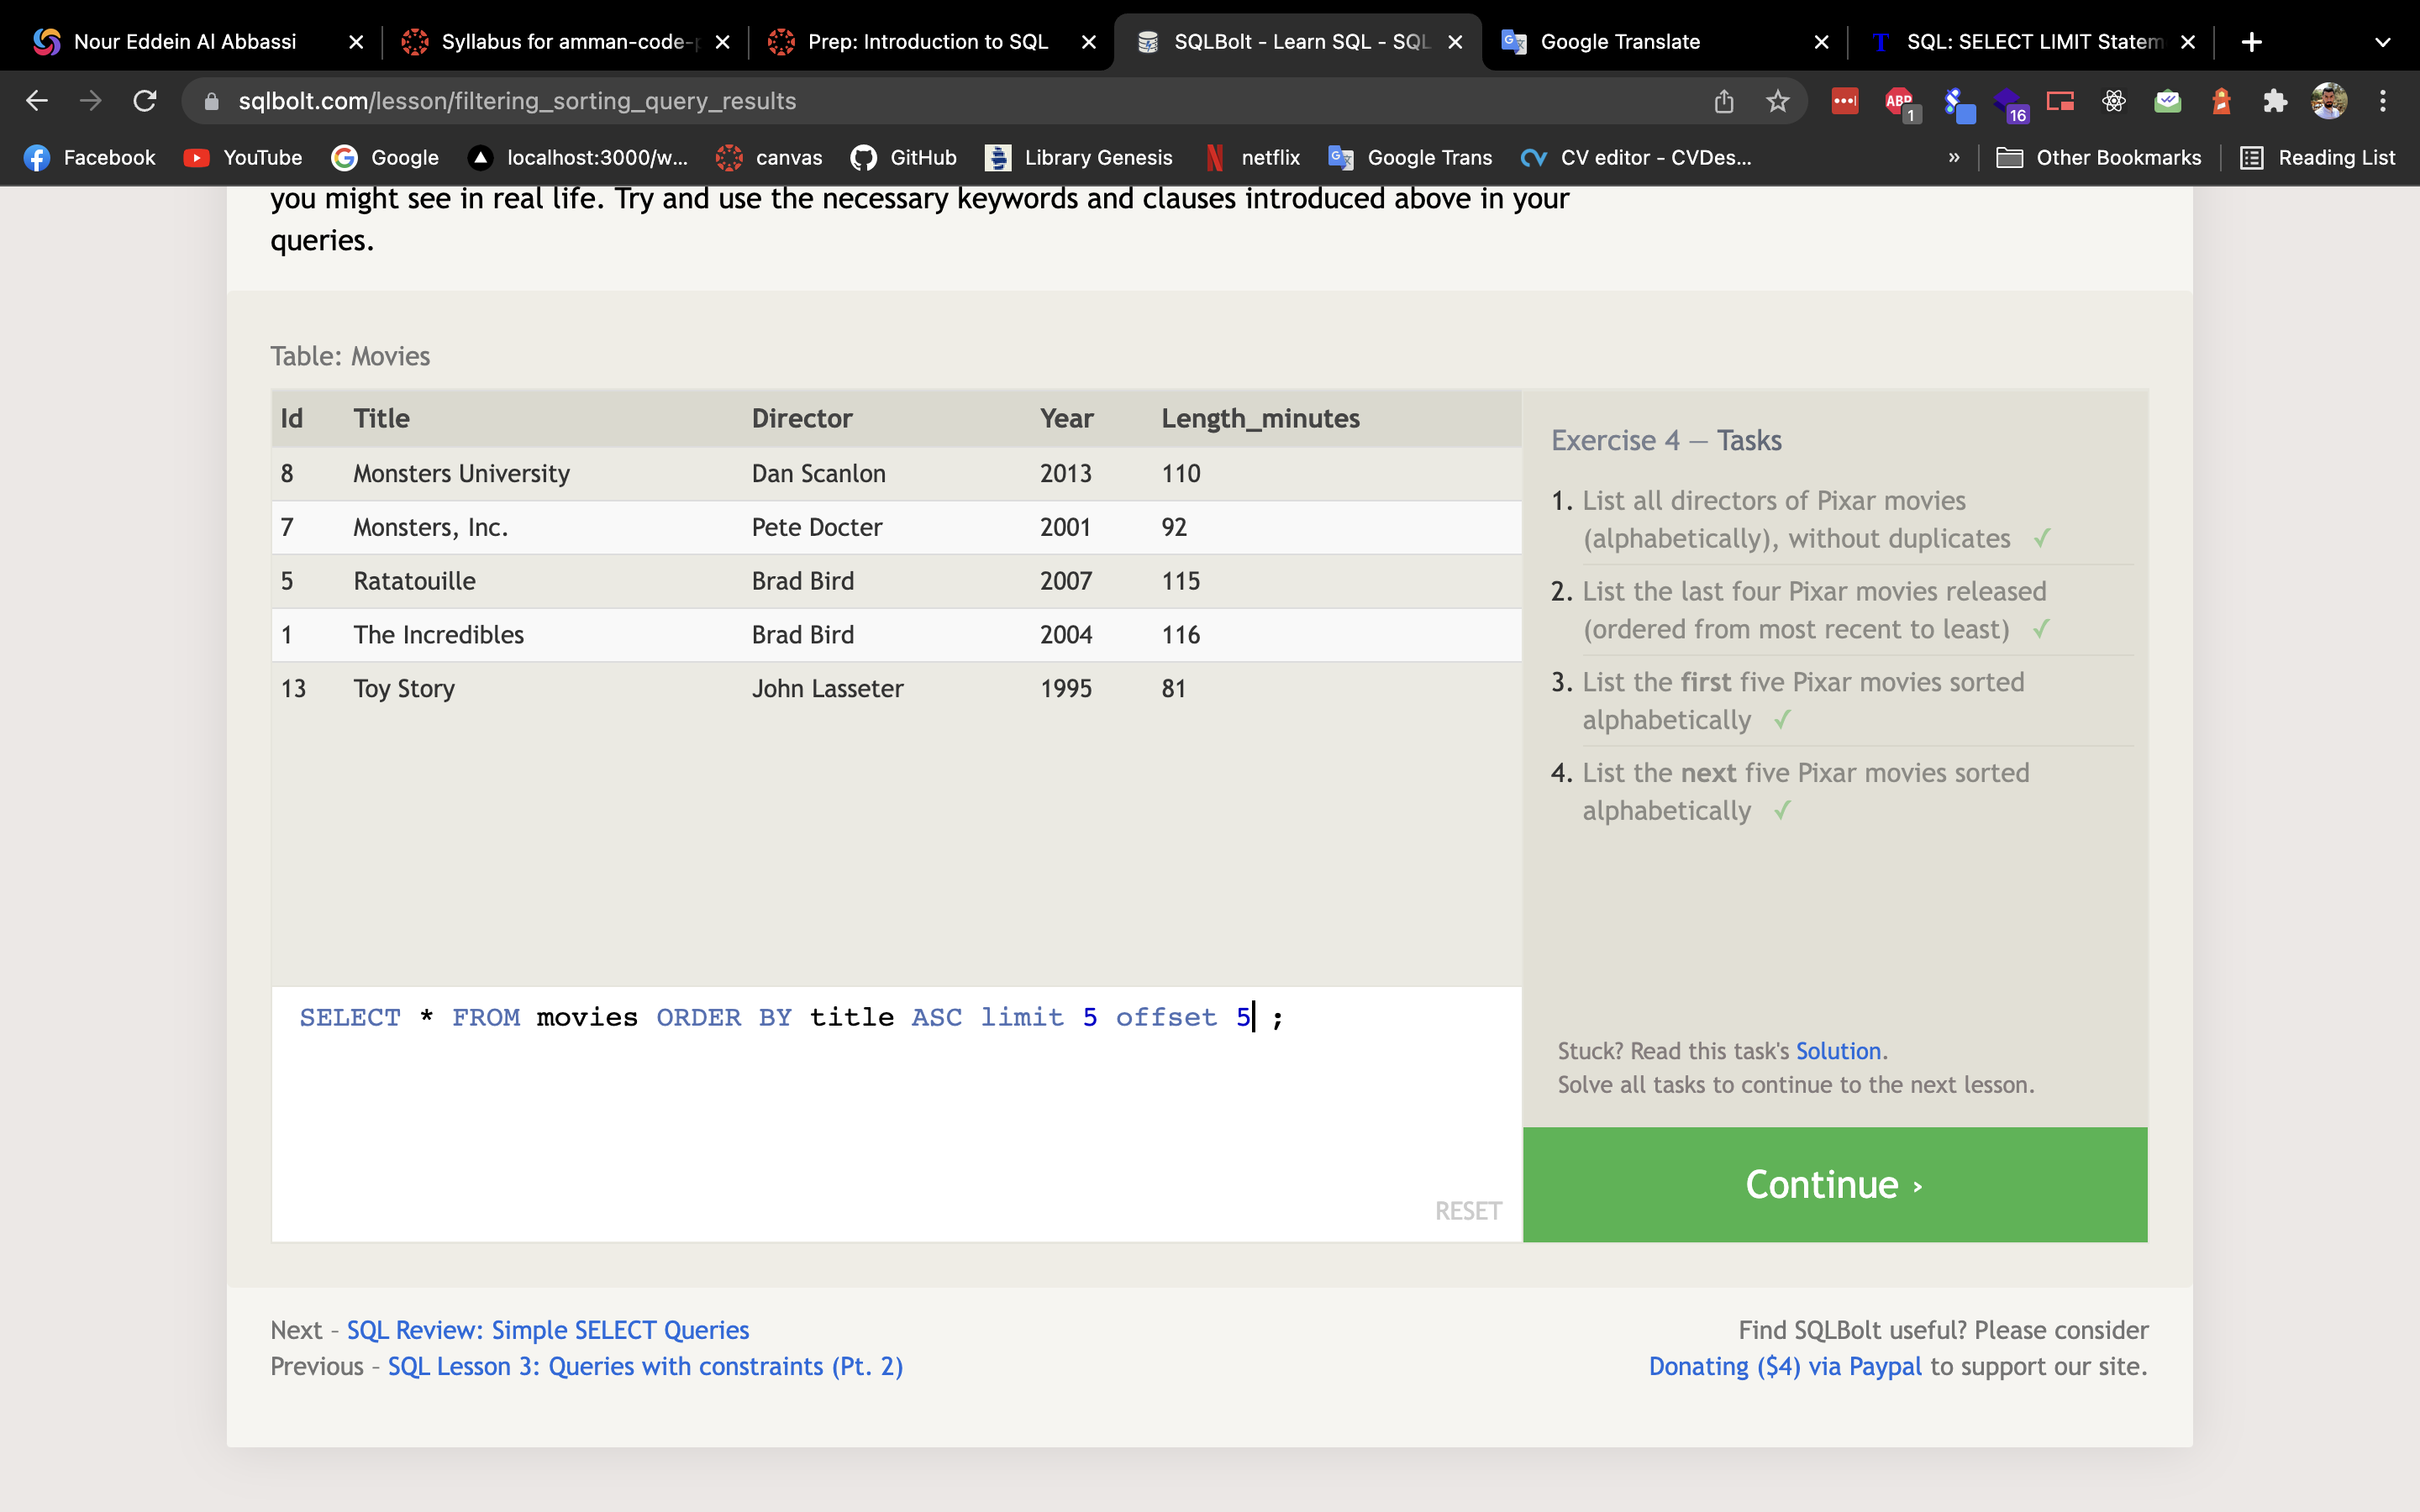 Nour Eddein Al Abbassi
Syllabus for amman-code-
Prep: Introduction to SQL
SQLBolt - Learn SQL - SQL
Google Translate
SQL: SELECT LIMIT Statem
sqlbolt.com/lesson/filtering_sorting_query_results
ABP
1
16
Facebook
YouTube
Google
localhost:3000/w...
canvas
GitHub
Library Genesis
netflix
Google Trans
CV editor - CVDes...
»
Other Bookmarks
Reading List
you might see in real life. Try and use the necessary keywords and clauses introduced above in your
queries.
Table: Movies
Id Title Director Year Length_minutes
8 Monsters University Dan Scanlon 2013 110
7 Monsters, Inc. Pete Docter 2001 92
5 Ratatouille Brad Bird 2007 115
1 The Incredibles Brad Bird 2004 116
13 Toy Story John Lasseter 1995 81
SELECT * FROM movies ORDER BY title ASC limit 5 offset 5 ;
RESET
Exercise 4 — Tasks
1. List all directors of Pixar movies
(alphabetically), without duplicates ✓
2. List the last four Pixar movies released
(ordered from most recent to least) ✓
3. List the first five Pixar movies sorted
alphabetically ✓
4. List the next five Pixar movies sorted
alphabetically ✓
Stuck? Read this task's Solution.
Solve all tasks to continue to the next lesson.
Continue ›
Next – SQL Review: Simple SELECT Queries
Previous – SQL Lesson 3: Queries with constraints (Pt. 2)
Find SQLBolt useful? Please consider
Donating ($4) via Paypal to support our site.